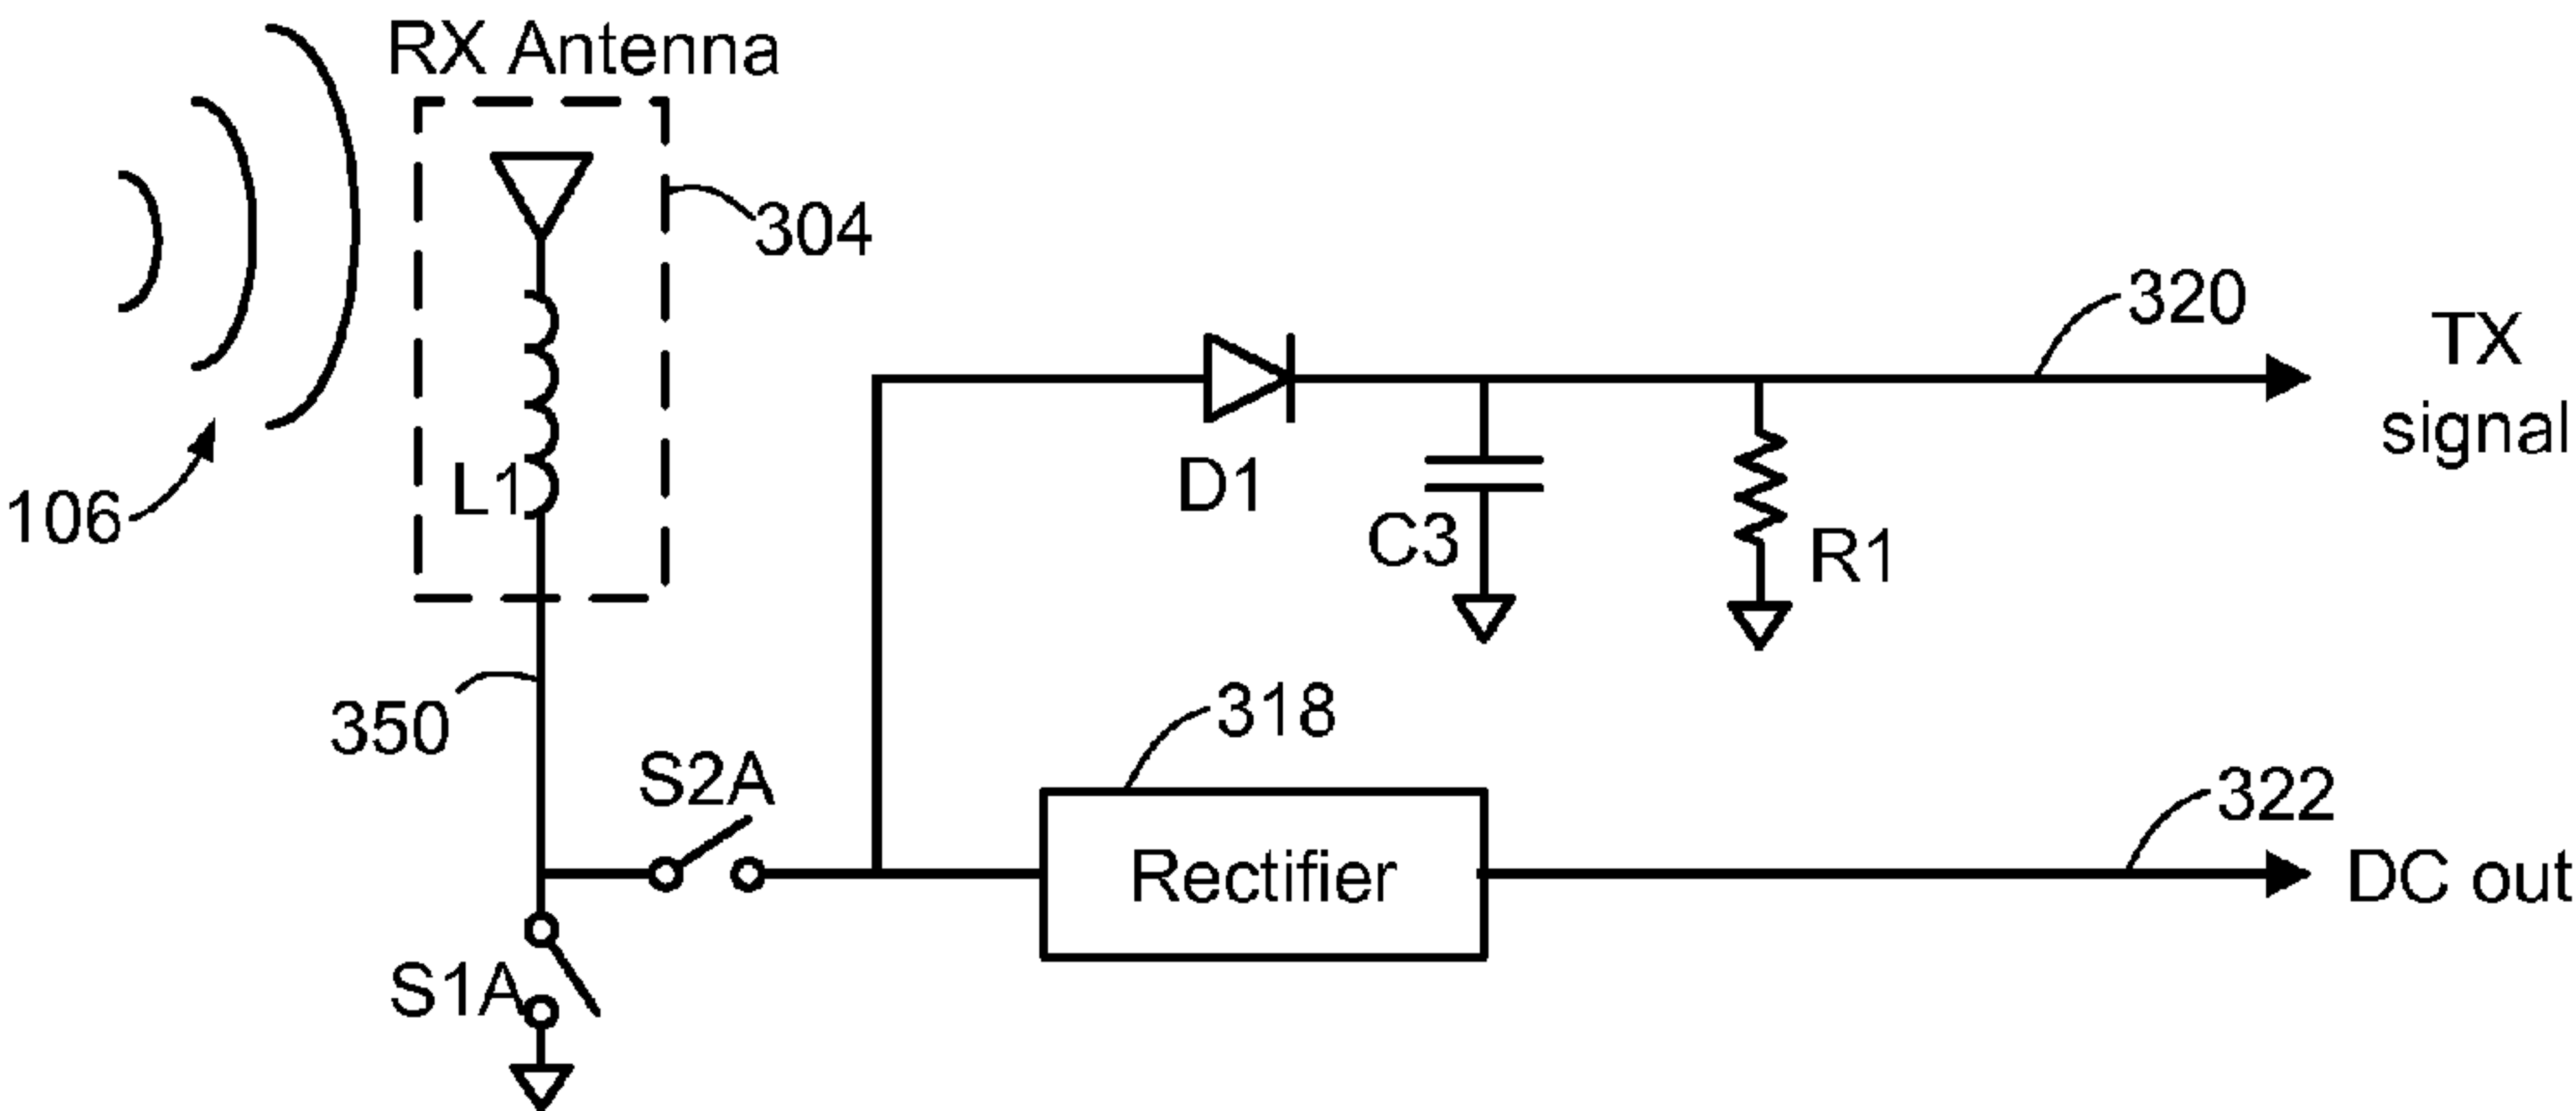 RX Antenna
304
106
L1
320
TX
signal
D1
C3
R1
350
318
S2A
322
Rectifier
DC out
S1A